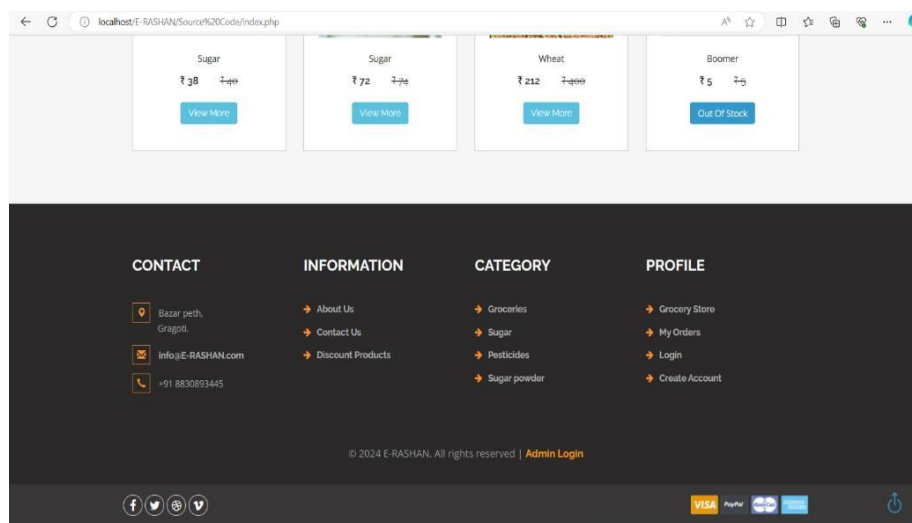 localhost/E-RASHAN/Source%20Code/index.php
Sugar
₹ 38 ₹ 40
View More
Sugar
₹ 72 ₹ 74
View More
Wheat
₹ 212 ₹ 400
View More
Boomer
₹ 5 ₹ 5
Out Of Stock
CONTACT
Bazar peth,
Gragoti.
info@E-RASHAN.com
+91 8830893445
INFORMATION
About Us
Contact Us
Discount Products
CATEGORY
Groceries
Sugar
Pesticides
Sugar powder
PROFILE
Grocery Store
My Orders
Login
Create Account
© 2024 E-RASHAN. All rights reserved | Admin Login
VISA PayPal MasterCard